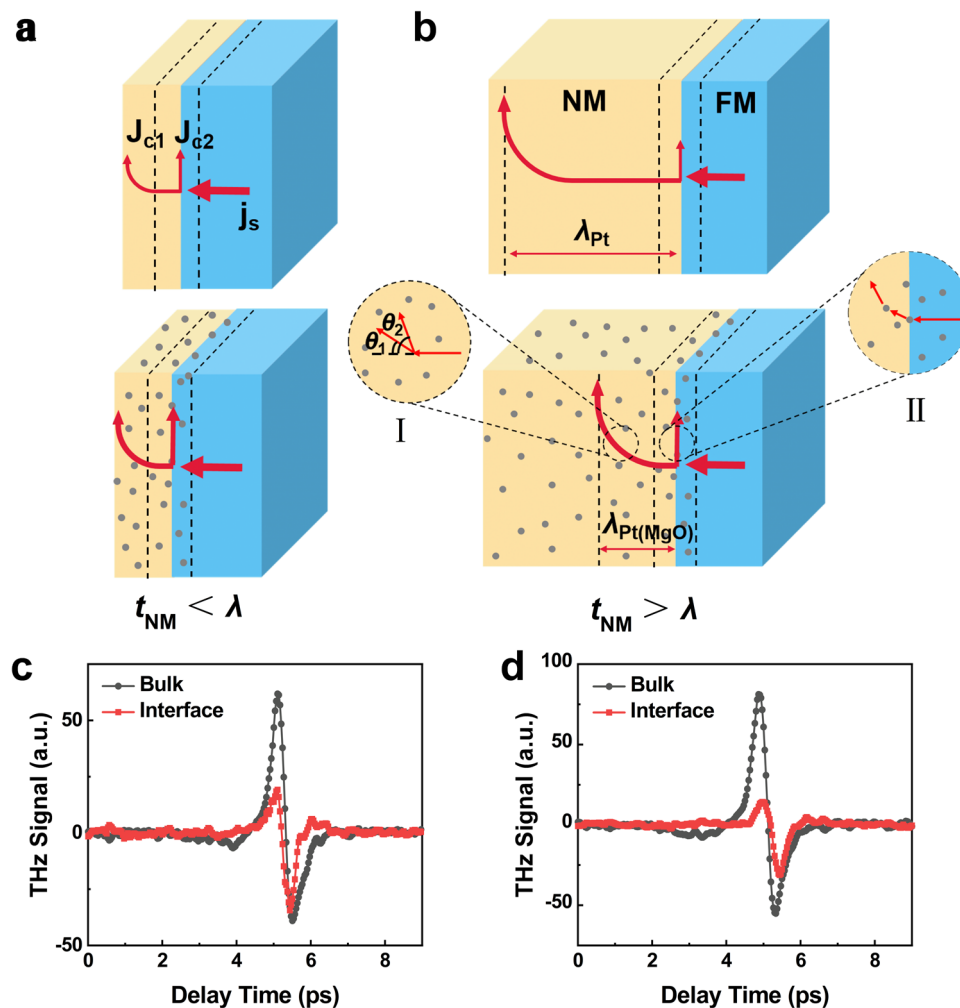 a
b
NM
FM
J_c1
J_c2
j_s
λ_Pt
θ_2
θ_1
I
II
λ_Pt(MgO)
t_NM < λ
t_NM > λ
c
d
50
0
-50
THz Signal (a.u.)
Bulk
Interface
0
2
4
6
8
Delay Time (ps)
100
50
0
-50
-100
THz Signal (a.u.)
Bulk
Interface
0
2
4
6
8
Delay Time (ps)